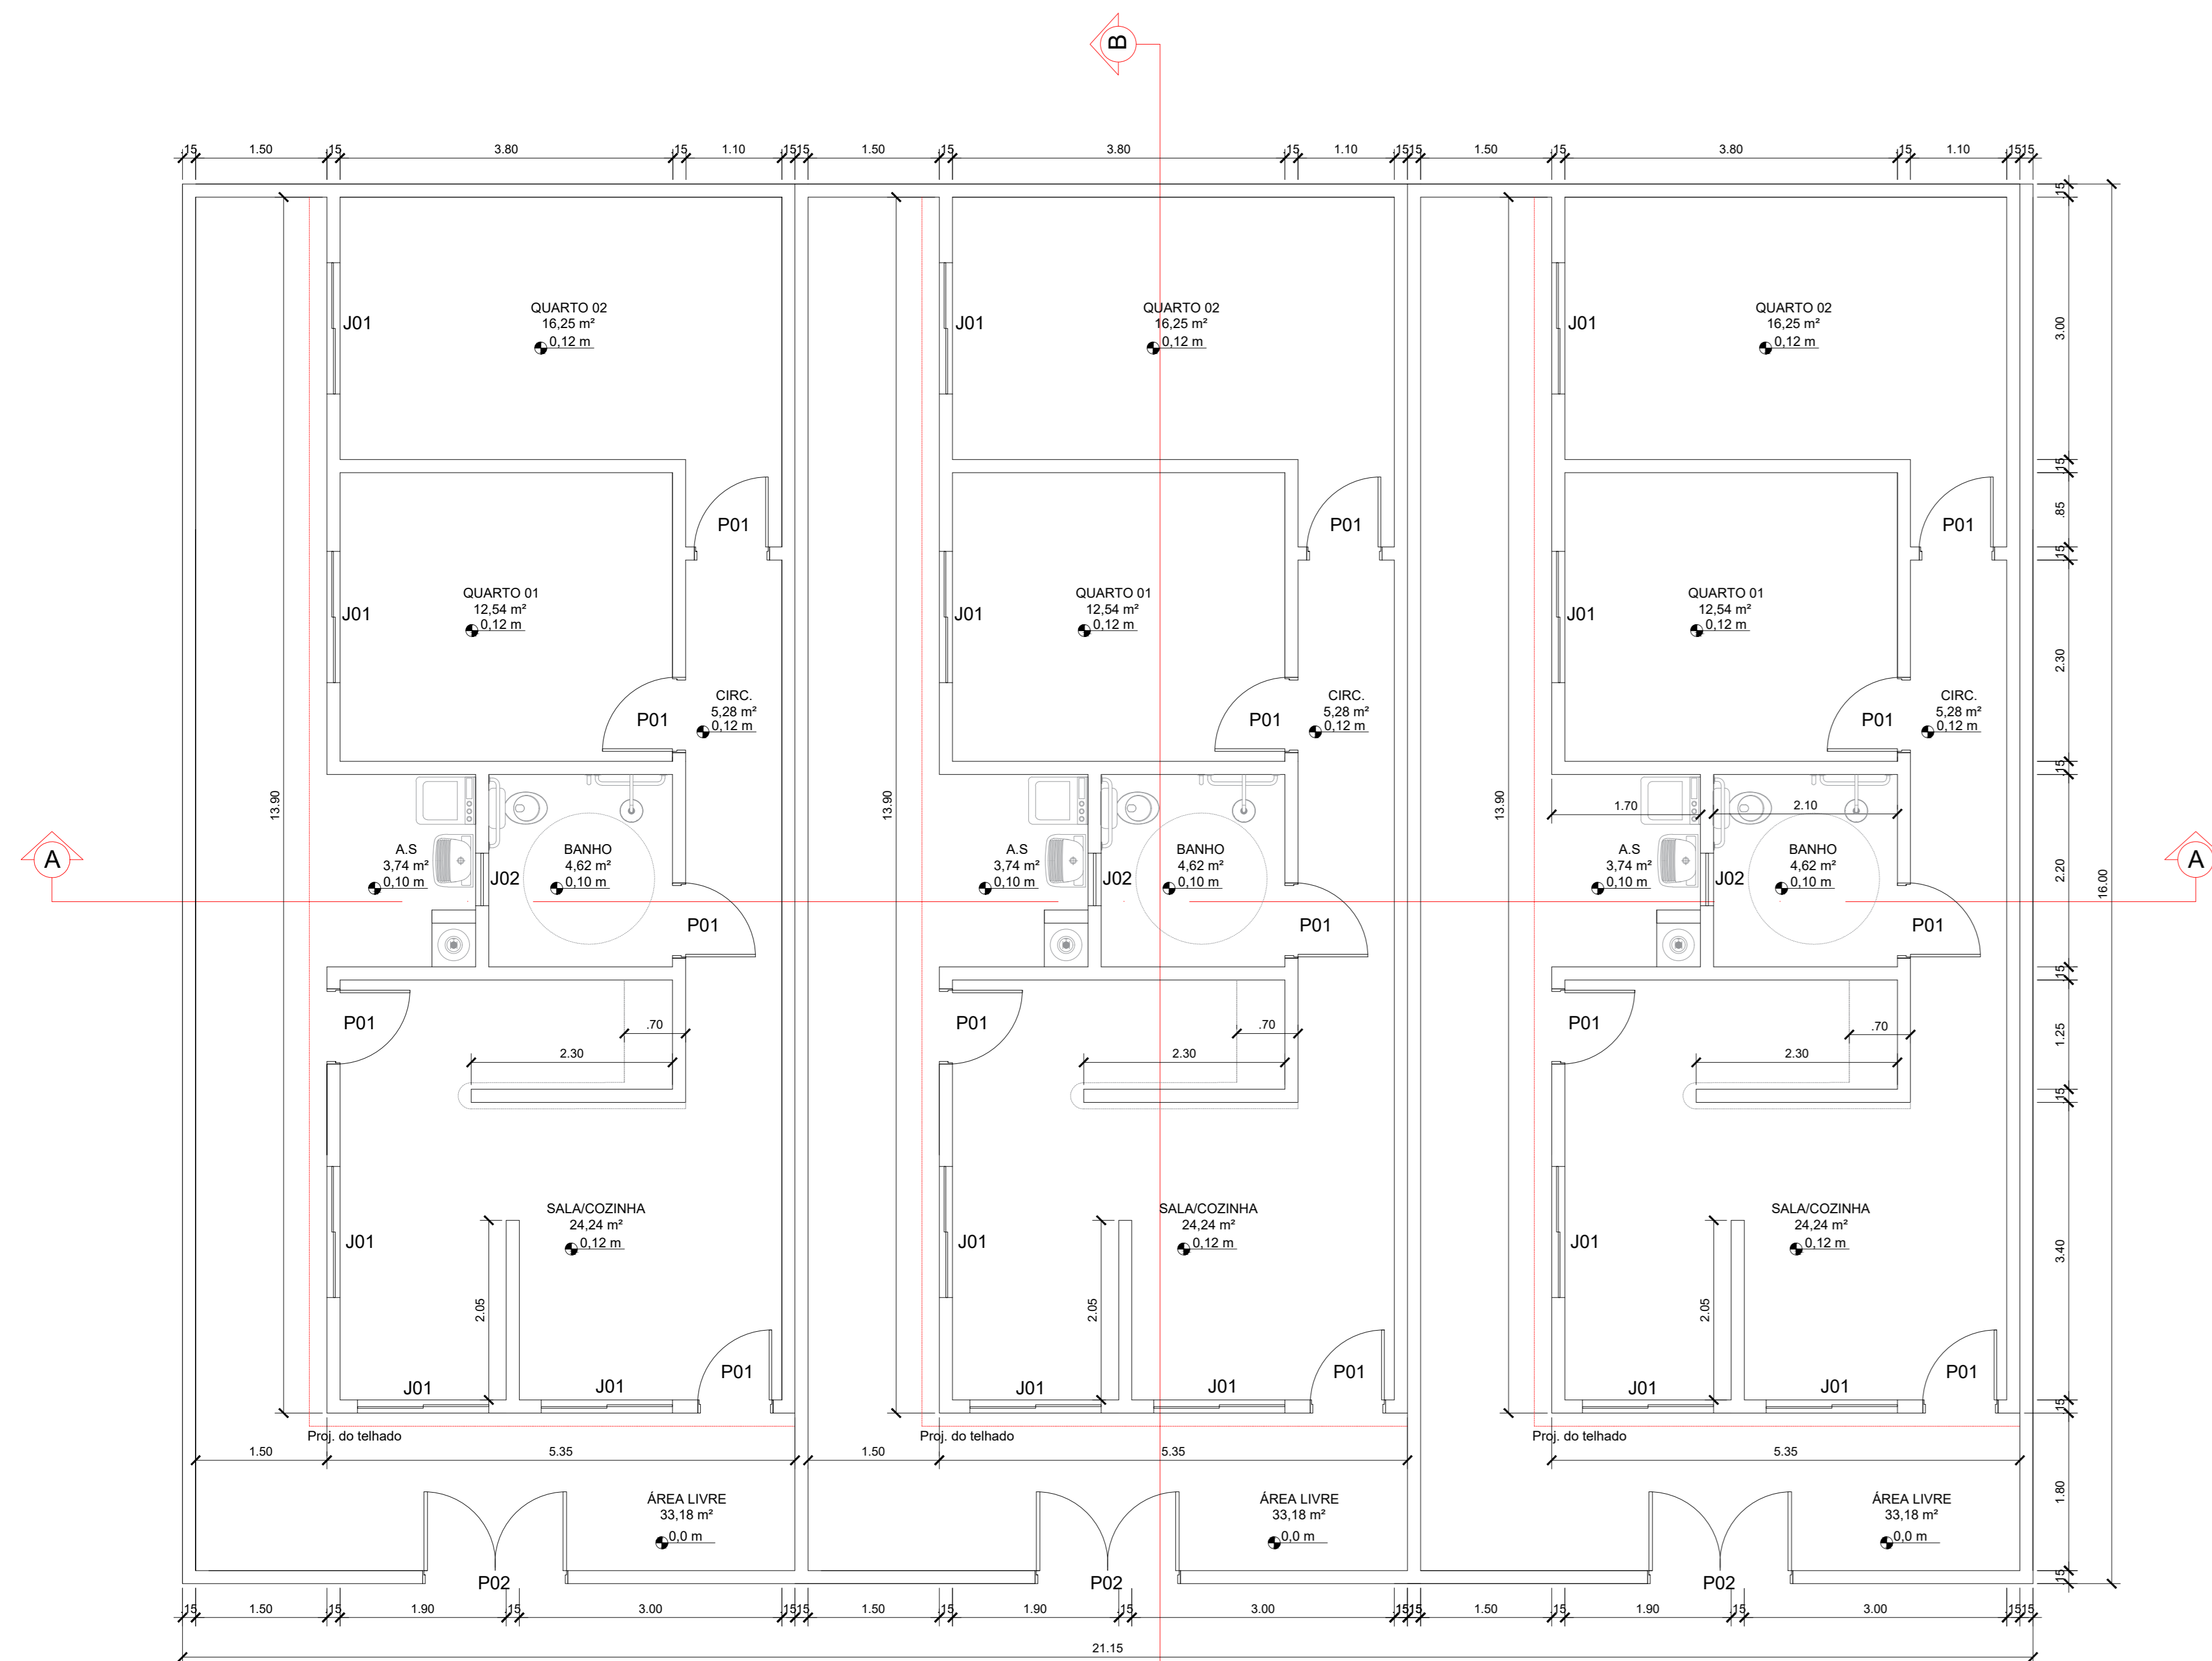 B
.15 1.50 .15 3.80 .15 1.10 .15 .15 1.50 .15 3.80 .15 1.10 .15 .15 1.50 .15 3.80 .15 1.10 .15 .15
.15
QUARTO 02 QUARTO 02 QUARTO 02
J01 16,25 m² J01 16,25 m² J01 16,25 m² 3.00
0,12 m 0,12 m 0,12 m
.15
P01 P01 P01 .85
.15
QUARTO 01 QUARTO 01 QUARTO 01
J01 12,54 m² J01 12,54 m² J01 12,54 m²
0,12 m 0,12 m 0,12 m
2.30
CIRC. CIRC. CIRC.
P01 5,28 m² P01 5,28 m² P01 5,28 m²
0,12 m 0,12 m 0,12 m
.15
13.90 13.90 13.90 1.70 2.10
A.S BANHO A.S BANHO A.S BANHO
A 3,74 m² 4,62 m² 3,74 m² 4,62 m² 3,74 m² 4,62 m² 2.20 A
0,10 m J02 0,10 m 0,10 m J02 0,10 m 0,10 m J02 0,10 m 16.00
P01 P01 P01
.15
P01 .70 P01 .70 P01 .70 1.25
2.30 2.30 2.30
.15
SALA/COZINHA SALA/COZINHA SALA/COZINHA
24,24 m² 24,24 m² 24,24 m²
J01 0,12 m J01 0,12 m J01 0,12 m 3.40
2.05 2.05 2.05
P01 P01 P01
J01 J01 J01 J01 J01 J01
.15
Proj. do telhado Proj. do telhado Proj. do telhado
1.50 5.35 1.50 5.35 5.35
1.80
ÁREA LIVRE ÁREA LIVRE ÁREA LIVRE
33,18 m² 33,18 m² 33,18 m²
0,0 m 0,0 m 0,0 m
P02 P02 P02 .15
.15 1.50 .15 1.90 .15 3.00 .15 .15 1.50 .15 1.90 .15 3.00 .15 .15 1.50 .15 1.90 .15 3.00 .15 .15
21.15